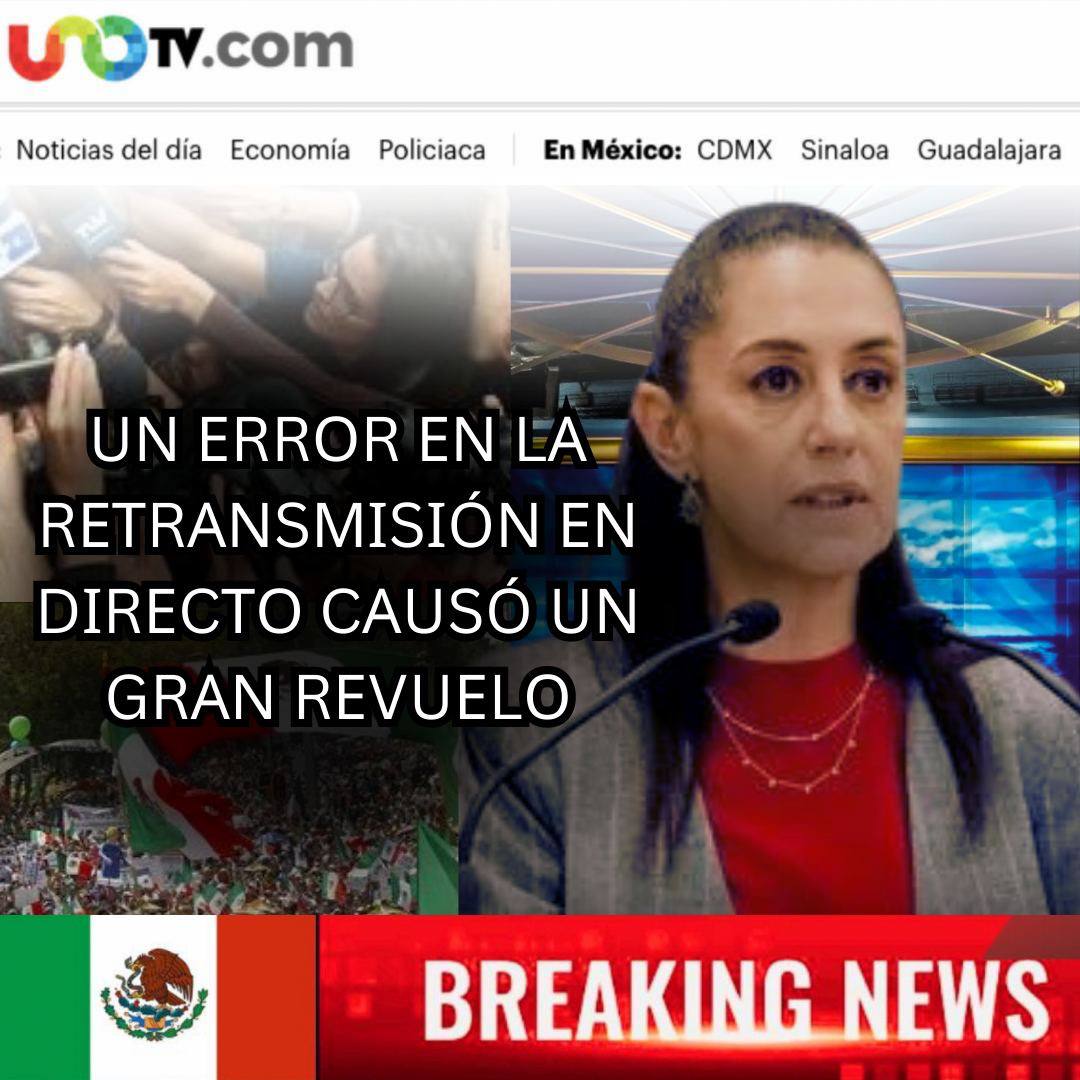 unoTV.com
Noticias del día Economía Policiaca En México: CDMX Sinaloa Guadalajara
UN ERROR EN LA
RETRANSMISIÓN EN
DIRECTO CAUSÓ UN
GRAN REVUELO
BREAKING NEWS